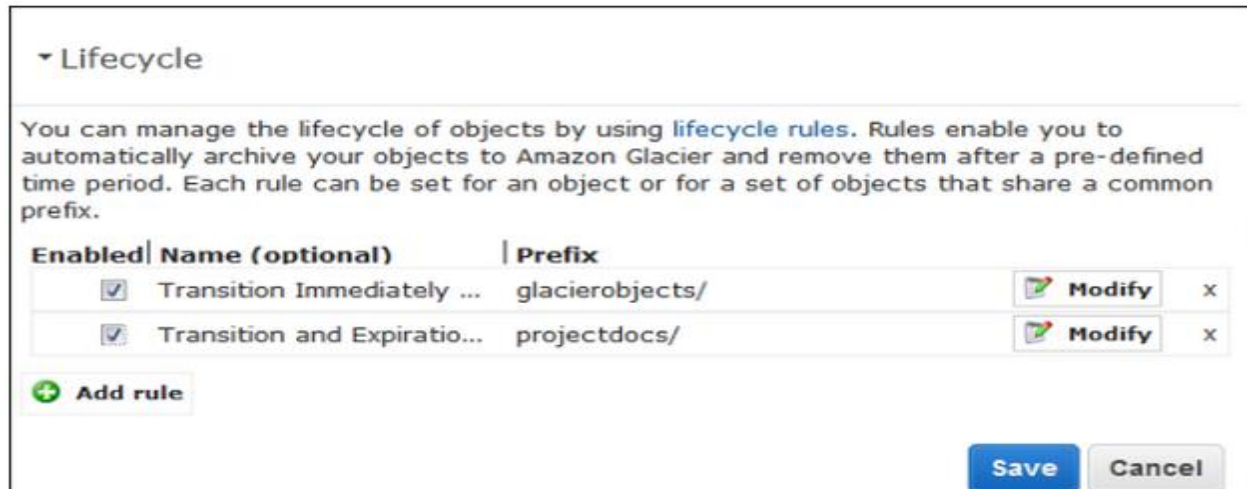 Lifecycle
You can manage the lifecycle of objects by using lifecycle rules. Rules enable you to
automatically archive your objects to Amazon Glacier and remove them after a pre-defined
time period. Each rule can be set for an object or for a set of objects that share a common
prefix.
Enabled Name (optional) Prefix
Transition Immediately ... glacierobjects/ Modify x
Transition and Expiratio... projectdocs/ Modify x
Add rule
Save Cancel